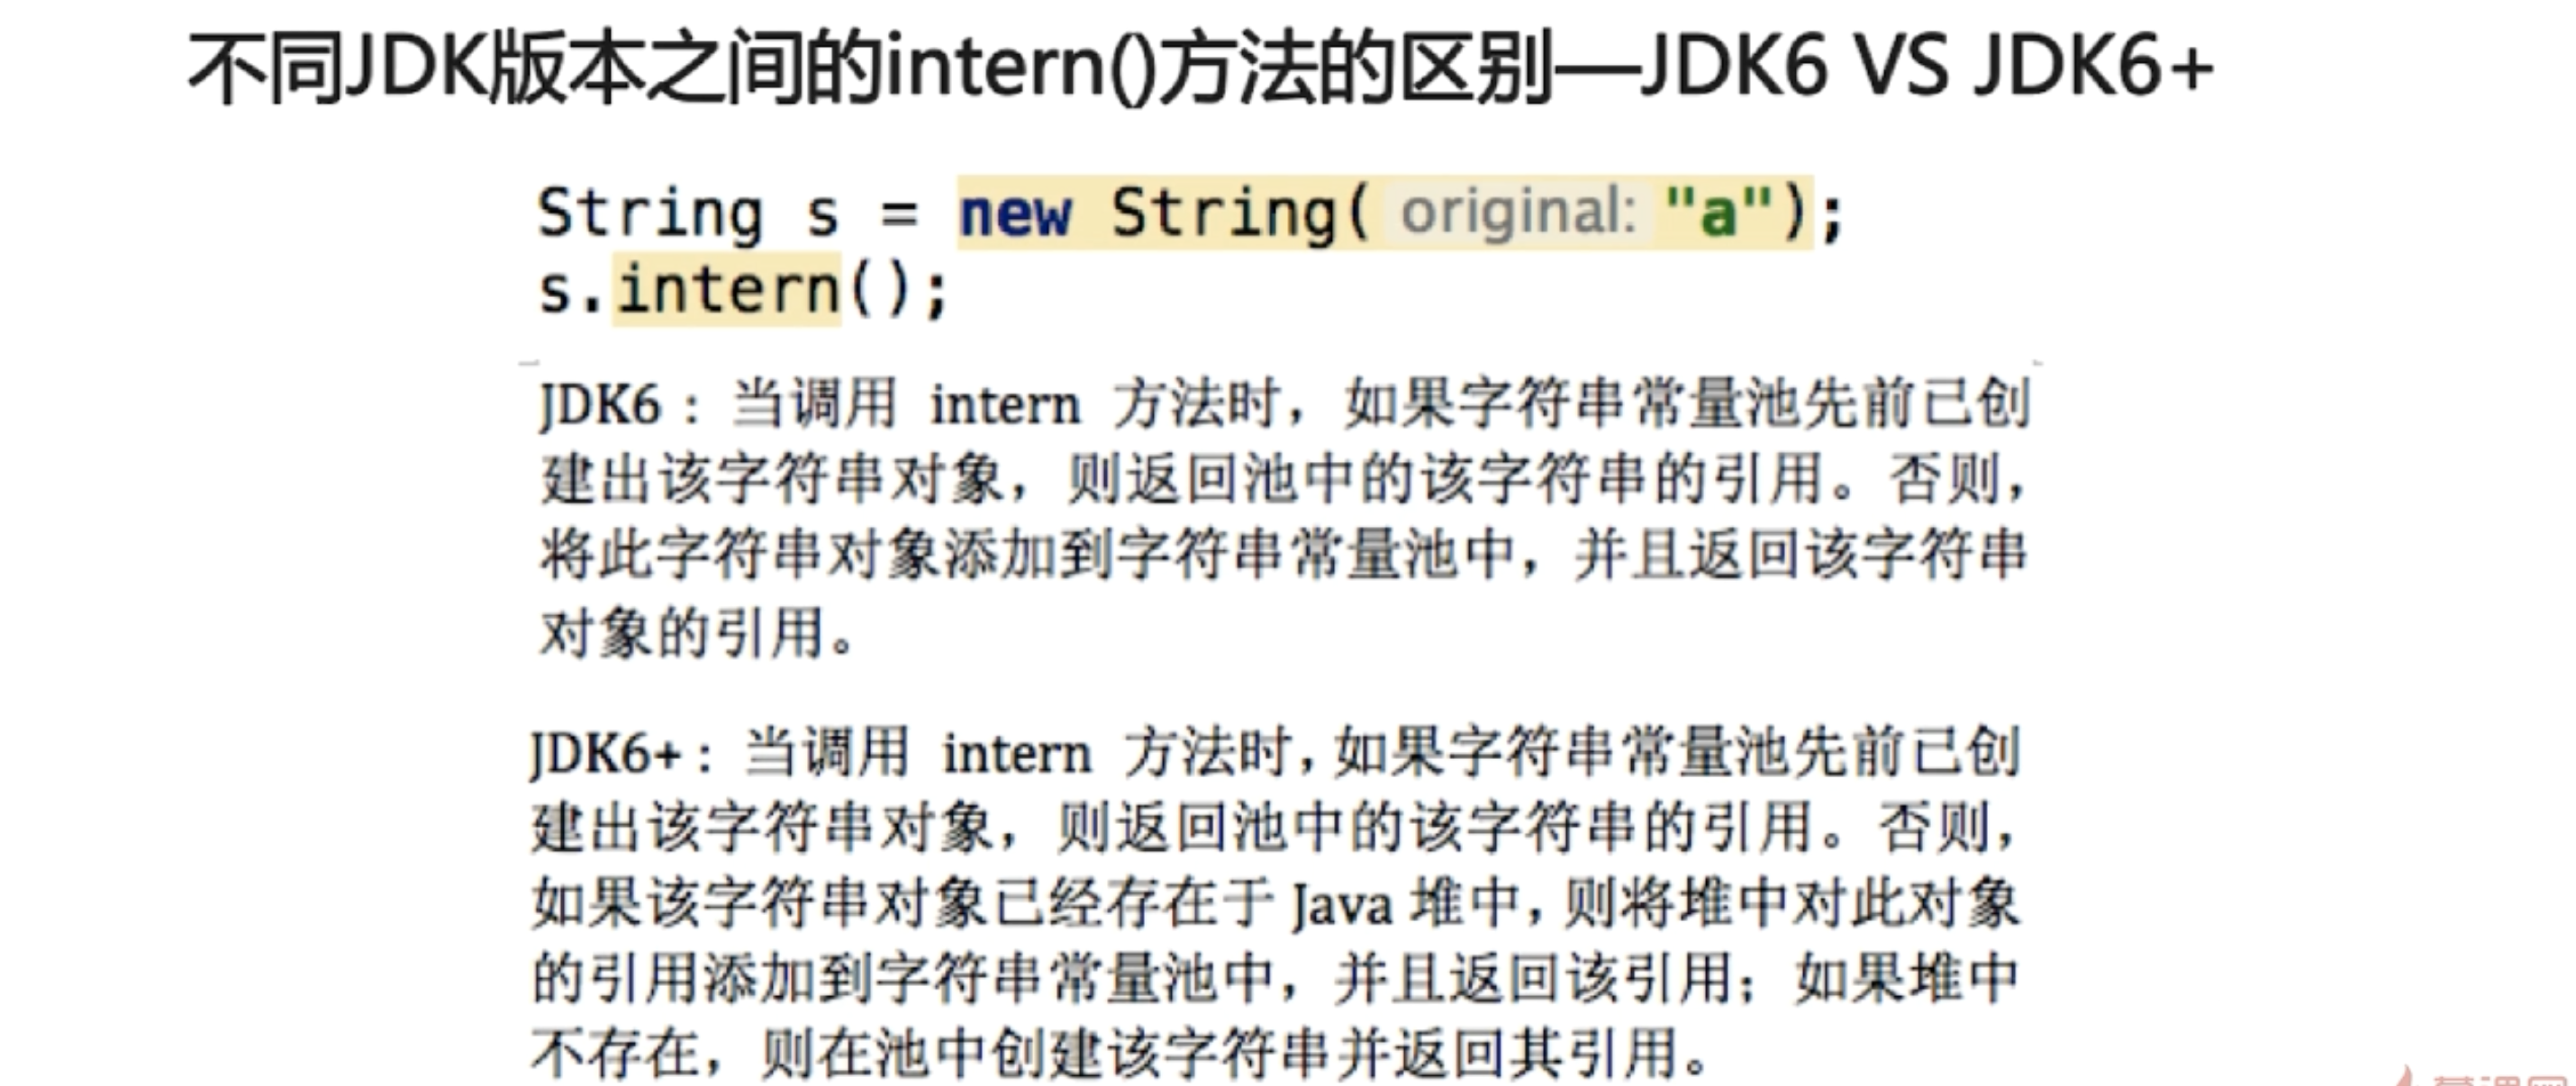 不同JDK版本之间的intern()方法的区别—JDK6 VS JDK6+
String s = new String( original: "a");
s.intern();
JDK6：当调用 intern 方法时，如果字符串常量池先前已创
建出该字符串对象，则返回池中的该字符串的引用。否则，
将此字符串对象添加到字符串常量池中，并且返回该字符串
对象的引用。
JDK6+：当调用 intern 方法时，如果字符串常量池先前已创
建出该字符串对象，则返回池中的该字符串的引用。否则，
如果该字符串对象已经存在于 Java 堆中，则将堆中对此对象
的引用添加到字符串常量池中，并且返回该引用；如果堆中
不存在，则在池中创建该字符串并返回其引用。